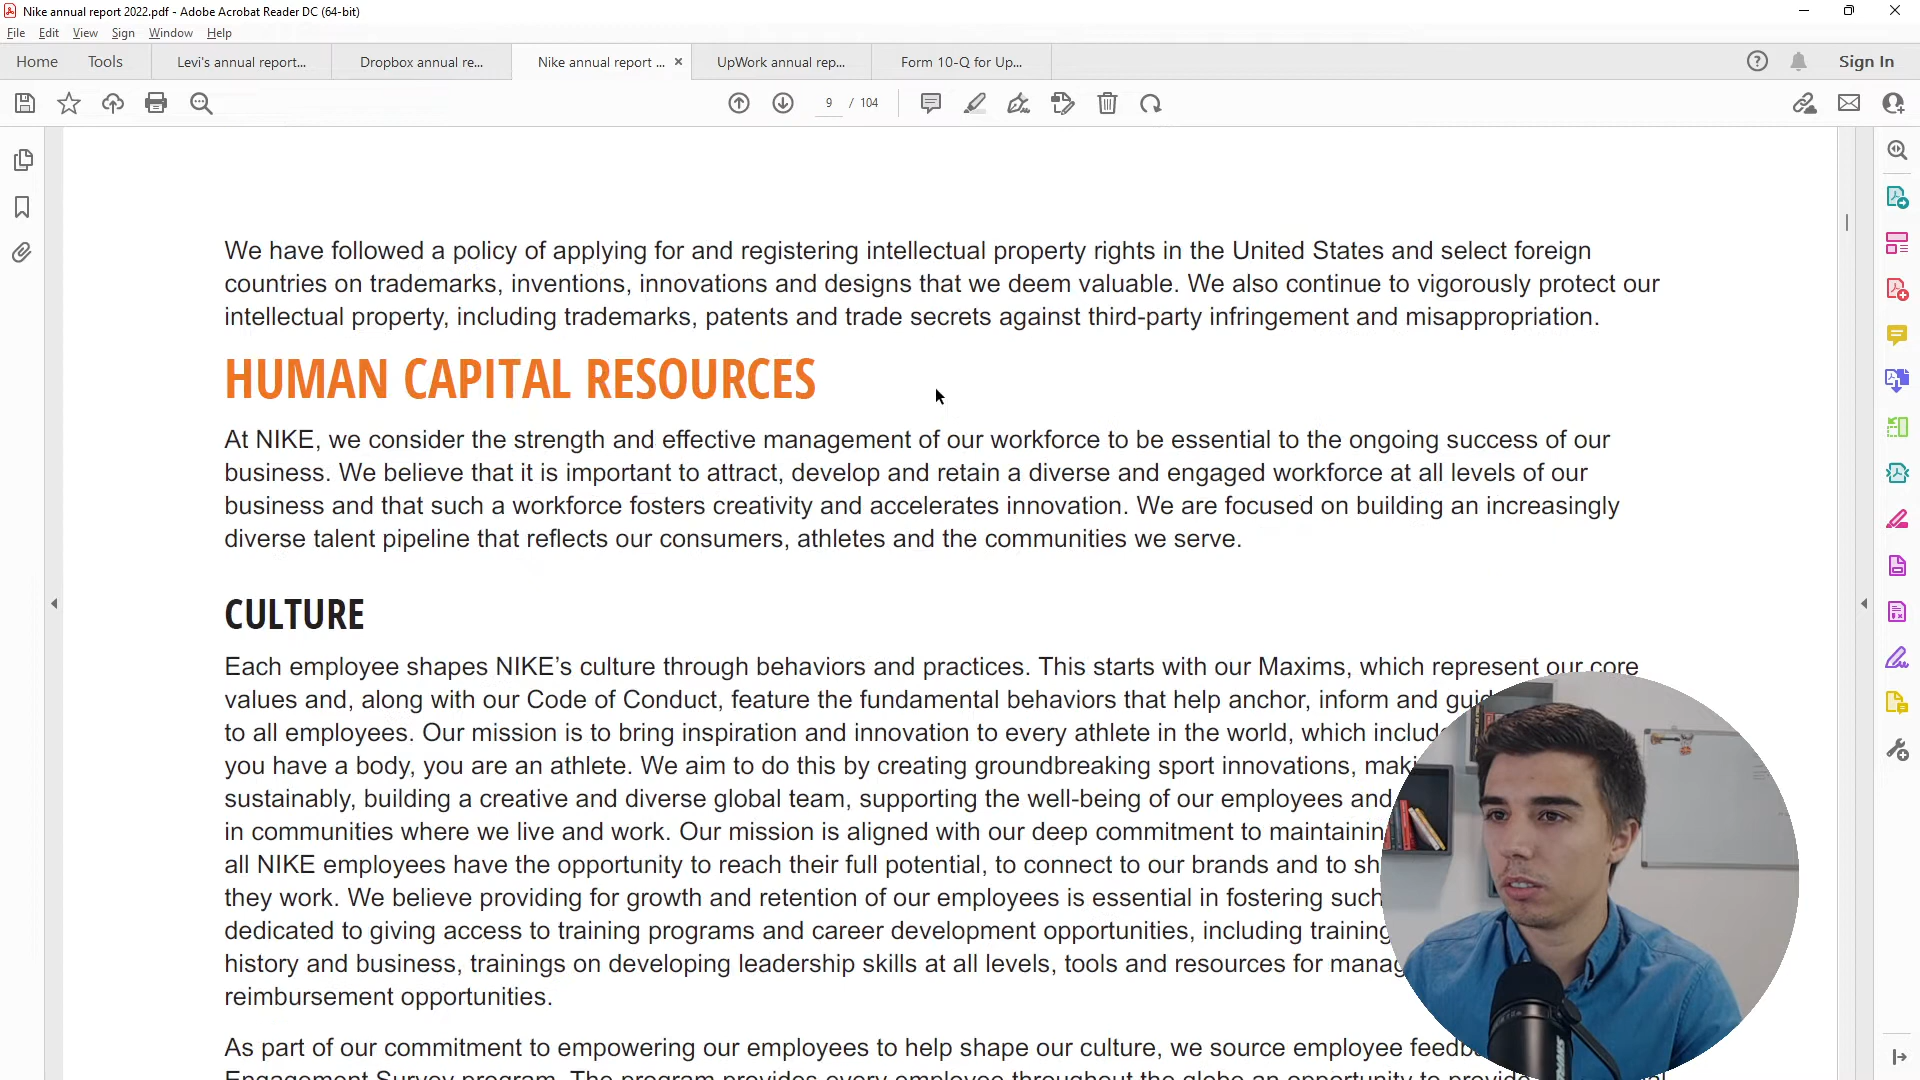 Nike annual report 2022.pdf - Adobe Acrobat Reader DC (64-bit)
File Edit View Sign Window Help
Home Tools Levi's annual report... Dropbox annual re... Nike annual report ... × UpWork annual rep... Form 10-Q for Up... Sign In
9 / 104
We have followed a policy of applying for and registering intellectual property rights in the United States and select foreign
countries on trademarks, inventions, innovations and designs that we deem valuable. We also continue to vigorously protect our
intellectual property, including trademarks, patents and trade secrets against third-party infringement and misappropriation.
HUMAN CAPITAL RESOURCES
At NIKE, we consider the strength and effective management of our workforce to be essential to the ongoing success of our
business. We believe that it is important to attract, develop and retain a diverse and engaged workforce at all levels of our
business and that such a workforce fosters creativity and accelerates innovation. We are focused on building an increasingly
diverse talent pipeline that reflects our consumers, athletes and the communities we serve.
CULTURE
Each employee shapes NIKE's culture through behaviors and practices. This starts with our Maxims, which represent our core
values and, along with our Code of Conduct, feature the fundamental behaviors that help anchor, inform and
to all employees. Our mission is to bring inspiration and innovation to every athlete in the world, which
you have a body, you are an athlete. We aim to do this by creating groundbreaking sport innovations,
sustainably, building a creative and diverse global team, supporting the well-being of our employees and
in communities where we live and work. Our mission is aligned with our deep commitment to
all NIKE employees have the opportunity to reach their full potential, to connect to our brands and to
they work. We believe providing for growth and retention of our employees is essential in fostering such
dedicated to giving access to training programs and career development opportunities, including
history and business, trainings on developing leadership skills at all levels, tools and resources for
reimbursement opportunities.
As part of our commitment to empowering our employees to help shape our culture, we source employee
Engagement Survey program. The program provides every employee throughout the globe an opportunity to provide